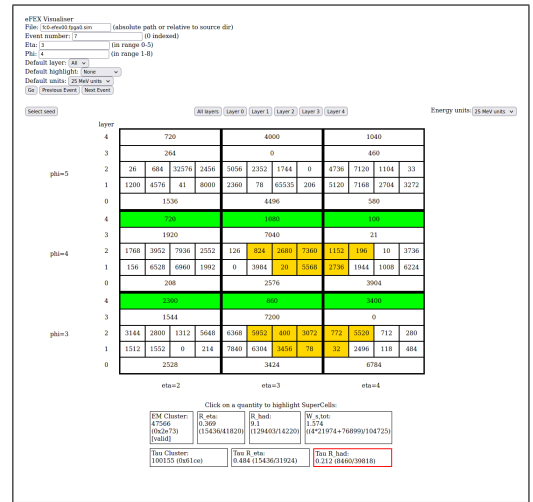 eFEX Visualiser
File: fc0-efex00.fpga0.sim (absolute path or relative to source dir)
Event number: 7 (0 indexed)
Eta: 3 (in range 0-5)
Phi: 4 (in range 1-8)
Default layer: All
Default highlight: None
Default units: 25 MeV units
Go Previous Event Next Event
Select seed All layers Layer 0 Layer 1 Layer 2 Layer 3 Layer 4 Energy units: 25 MeV units
layer
4 720 4000 1040
3 264 0 460
phi=5 2 26 684 32576 2456 5056 2352 1744 0 4736 7120 1104 33
1 1200 4576 41 8000 2360 78 65535 206 5120 7168 2704 3272
0 1536 4496 580
4 720 1080 100
3 1920 7040 21
phi=4 2 1768 3952 7936 2552 126 824 2680 7360 1152 196 10 3736
1 156 6528 6960 1992 0 3984 20 5568 2736 1944 1008 6224
0 208 2576 3904
4 2300 860 3400
3 1544 7200 0
phi=3 2 3144 2800 1312 5648 6368 5952 400 3072 772 5520 712 280
1 1512 1552 0 214 7840 6304 3456 78 32 2496 118 484
0 2528 3424 6784
eta=2 eta=3 eta=4
Click on a quantity to highlight SuperCells:
EM Cluster: R_eta: R_had: W_s,tot:
47566 0.369 9.1 1.574
(0x2e73) (15436/41820) (129403/14220) ((4*21974+76899)/104725)
[valid]
Tau Cluster: Tau R_eta: Tau R_had:
100155 (0x61ce) 0.484 (15436/31924) 0.212 (8460/39818)